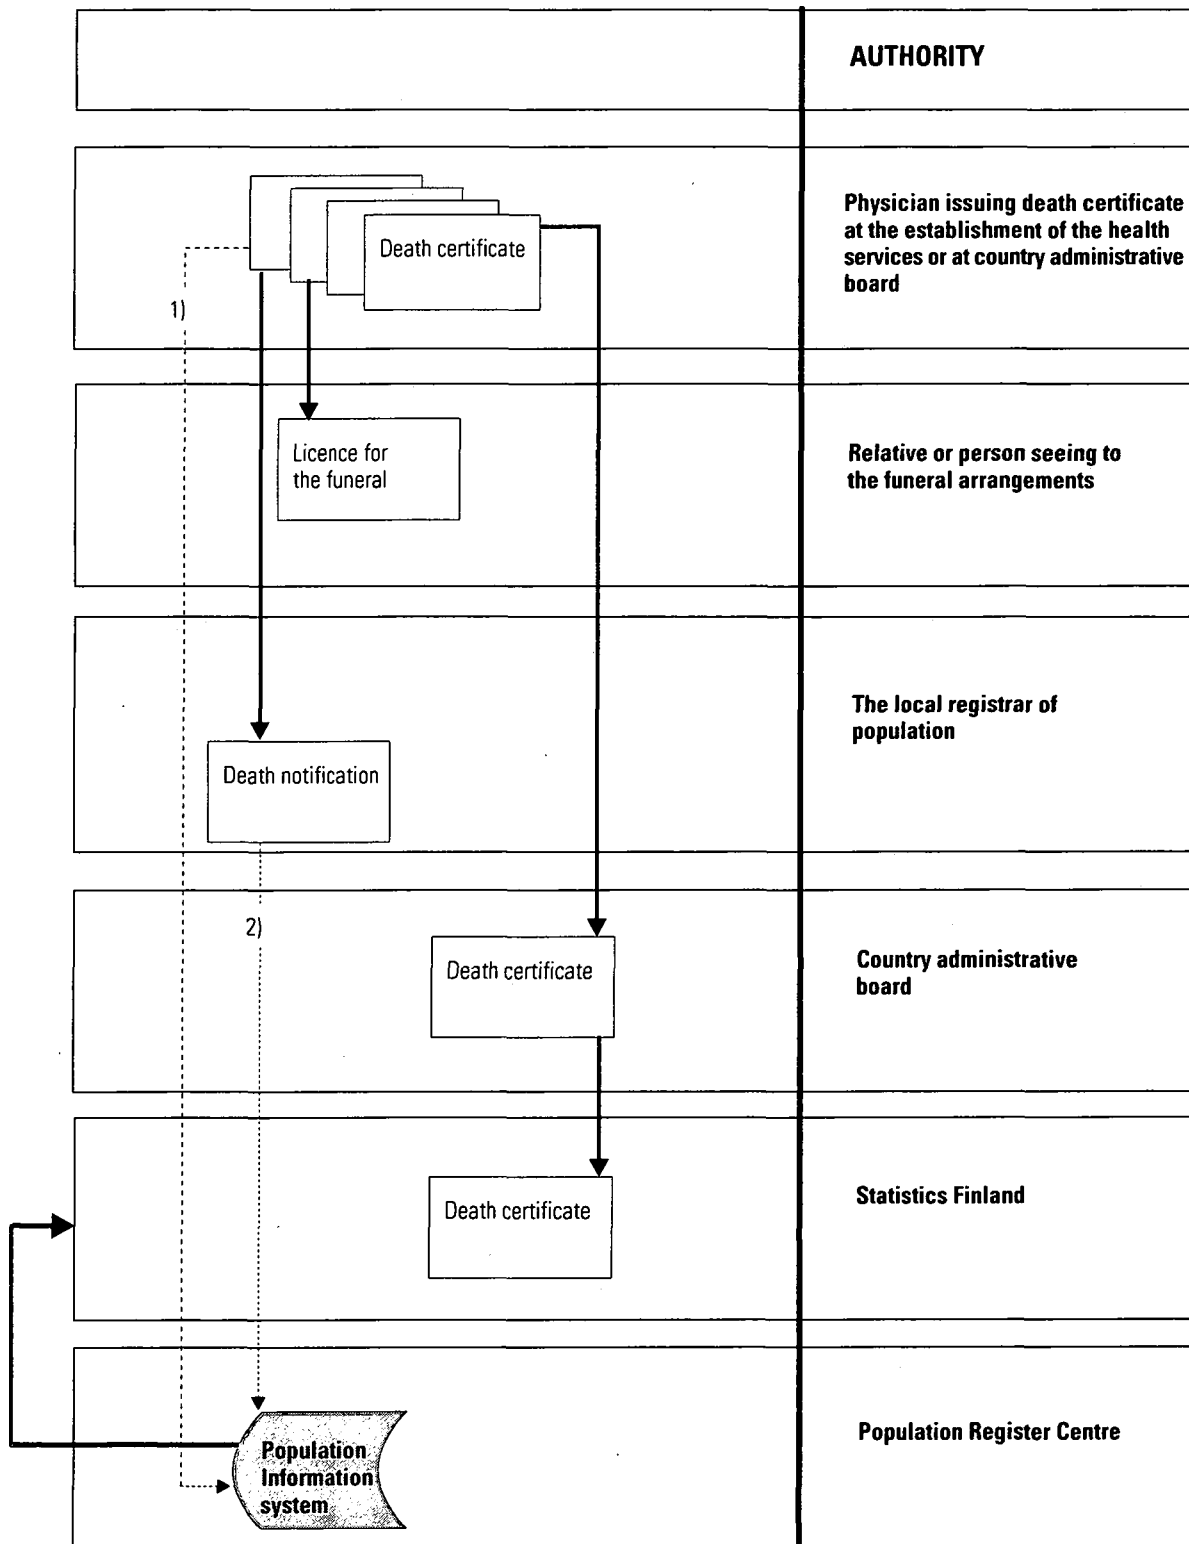 AUTHORITY
Death certificate
Physician issuing death certificate
at the establishment of the health
services or at country administrative
board
1)
Licence for
the funeral
Relative or person seeing to
the funeral arrangements
The local registrar of
population
Death notification
2)
Death certificate
Country administrative
board
Death certificate
Statistics Finland
Population
Information
system
Population Register Centre